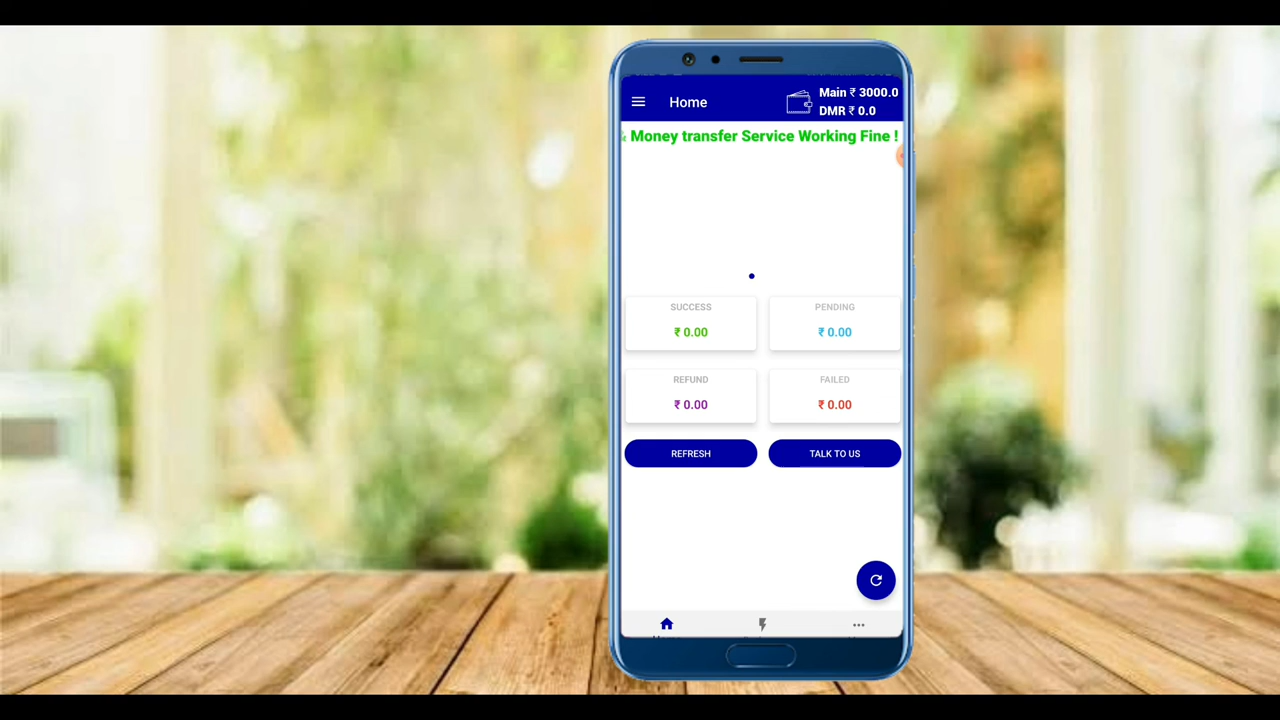 Home
Main ₹ 3000.0
DMR ₹ 0.0
Money transfer Service Working Fine !
SUCCESS
PENDING
₹ 0.00
₹ 0.00
REFUND
FAILED
₹ 0.00
₹ 0.00
REFRESH
TALK TO US